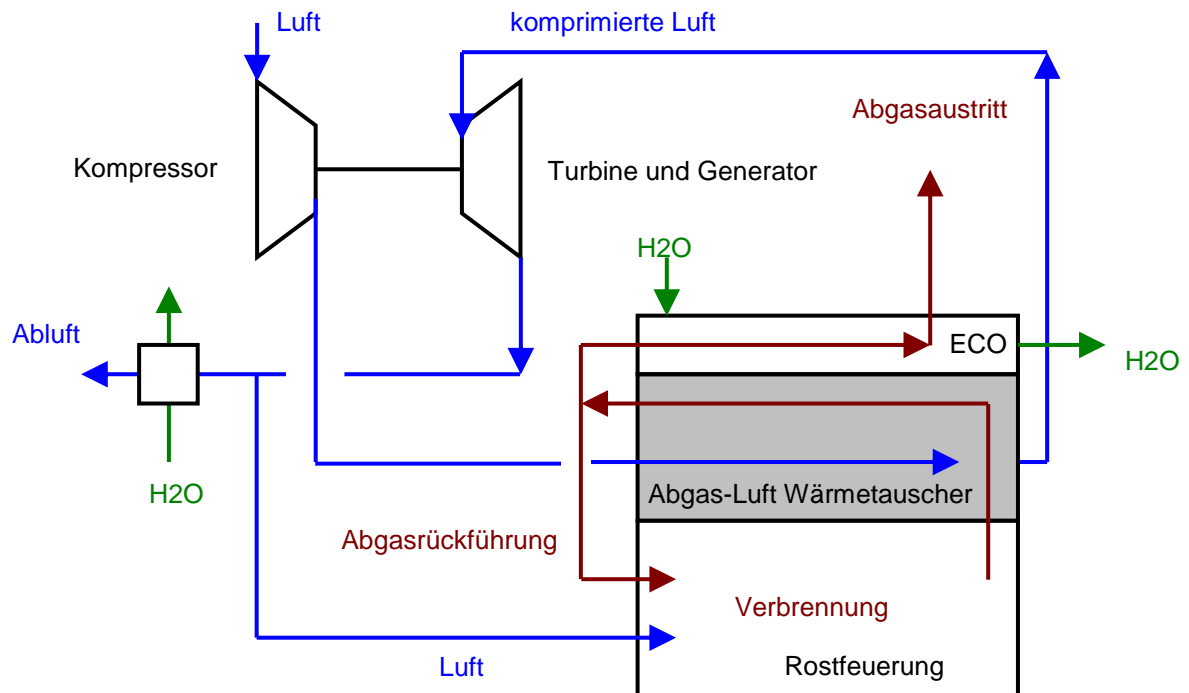 Luft
komprimierte Luft
Abgasaustritt
Kompressor
Turbine und Generator
H2O
Abluft
ECO
H2O
H2O
Abgas-Luft Wärmetauscher
Abgasrückführung
Verbrennung
Luft
Rostfeuerung